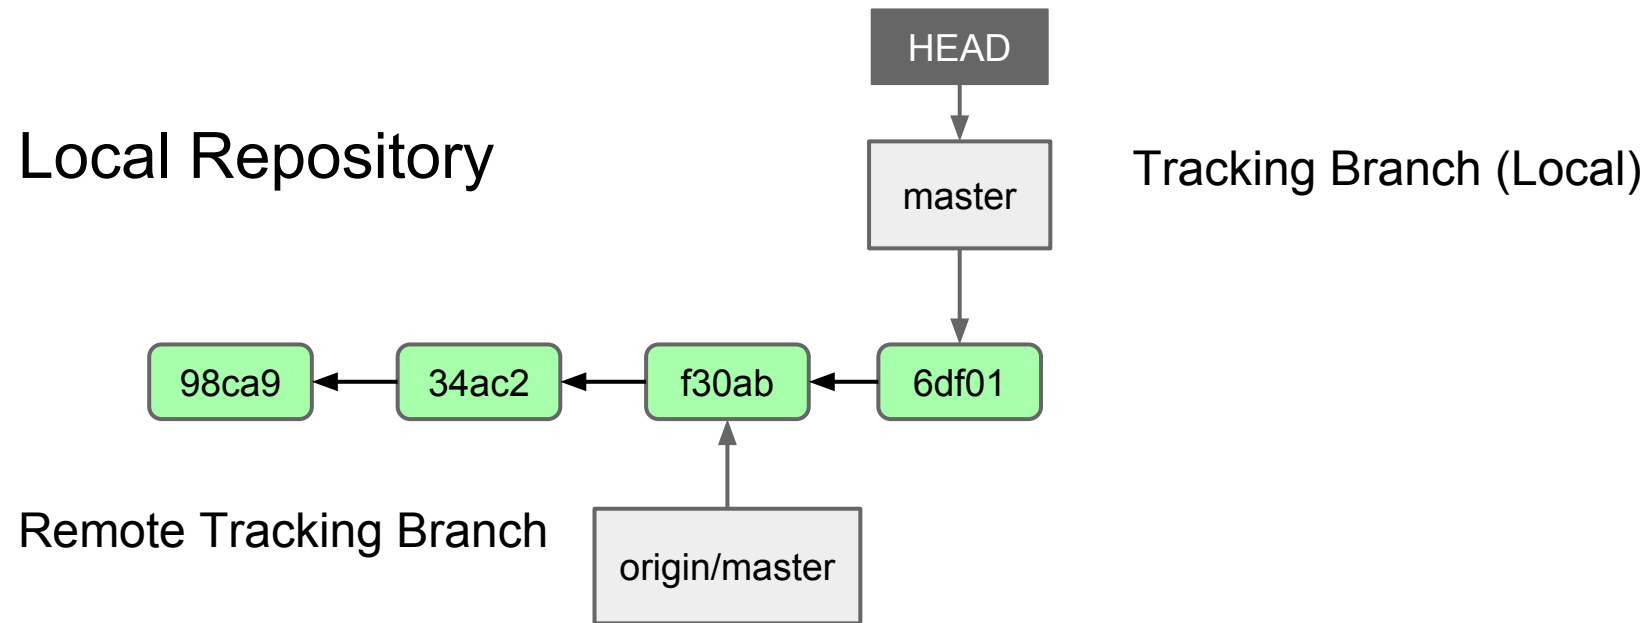 HEAD
Local Repository
Tracking Branch (Local)
master
98ca9
34ac2
f30ab
6df01
Remote Tracking Branch
origin/master